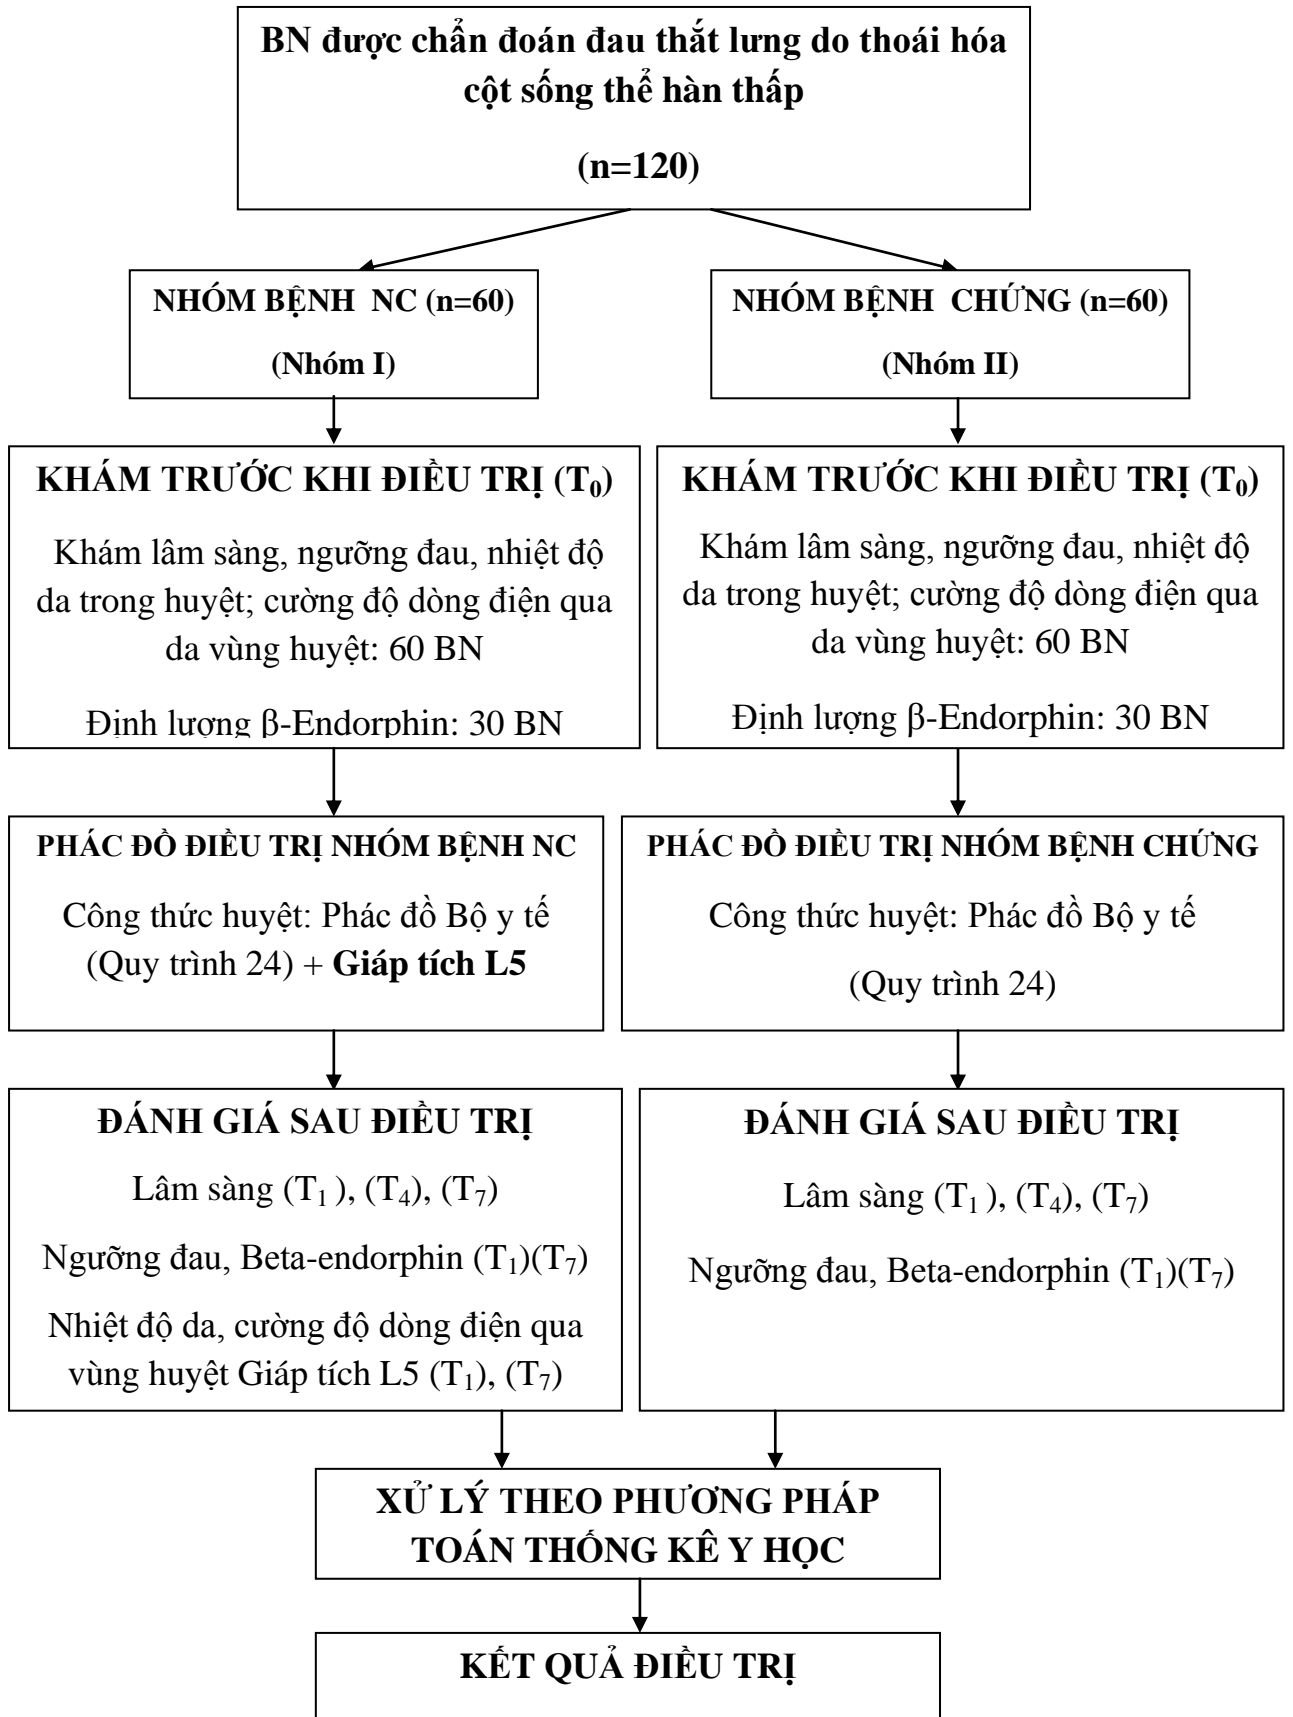 BN được chẩn đoán đau thắt lưng do thoái hóa
cột sống thể hàn thấp
(n=120)
NHÓM BỆNH NC (n=60)
(Nhóm I)
NHÓM BỆNH CHỨNG (n=60)
(Nhóm II)
KHÁM TRƯỚC KHI ĐIỀU TRỊ (T₀)
Khám lâm sàng, ngưỡng đau, nhiệt độ
da trong huyệt; cường độ dòng điện qua
da vùng huyệt: 60 BN
Định lượng β-Endorphin: 30 BN
KHÁM TRƯỚC KHI ĐIỀU TRỊ (T₀)
Khám lâm sàng, ngưỡng đau, nhiệt độ
da trong huyệt; cường độ dòng điện qua
da vùng huyệt: 60 BN
Định lượng β-Endorphin: 30 BN
PHÁC ĐỒ ĐIỀU TRỊ NHÓM BỆNH NC
Công thức huyệt: Phác đồ Bộ y tế
(Quy trình 24) + Giáp tích L5
PHÁC ĐỒ ĐIỀU TRỊ NHÓM BỆNH CHỨNG
Công thức huyệt: Phác đồ Bộ y tế
(Quy trình 24)
ĐÁNH GIÁ SAU ĐIỀU TRỊ
Lâm sàng (T₁ ), (T₄), (T₇)
Ngưỡng đau, Beta-endorphin (T₁)(T₇)
Nhiệt độ da, cường độ dòng điện qua
vùng huyệt Giáp tích L5 (T₁), (T₇)
ĐÁNH GIÁ SAU ĐIỀU TRỊ
Lâm sàng (T₁ ), (T₄), (T₇)
Ngưỡng đau, Beta-endorphin (T₁)(T₇)
XỬ LÝ THEO PHƯƠNG PHÁP
TOÁN THỐNG KÊ Y HỌC
KẾT QUẢ ĐIỀU TRỊ